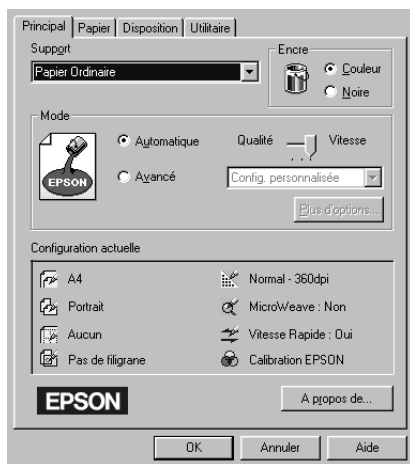 Principal Papier Disposition Utilitaire
Support
Papier Ordinaire
Encre
Couleur
Noire
Mode
EPSON
Automatique
Avancé
Qualité Vitesse
Config. personnalisée
Plus d'options...
Configuration actuelle
A4
Normal - 360dpi
Portrait
MicroWeave : Non
Aucun
Vitesse Rapide : Oui
Pas de filigrane
Calibration EPSON
EPSON
A propos de...
OK Annuler Aide